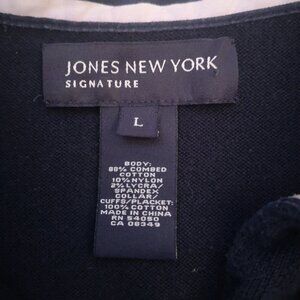 JONES NEW YORK
SIGNATURE
L
BODY:
88% COMBED
COTTON
10% NYLON
2% LYCRA/
SPANDEX
COLLAR/
CUFFS/PLACKET:
100% COTTON
MADE IN CHINA
RN 54050
CA 08349